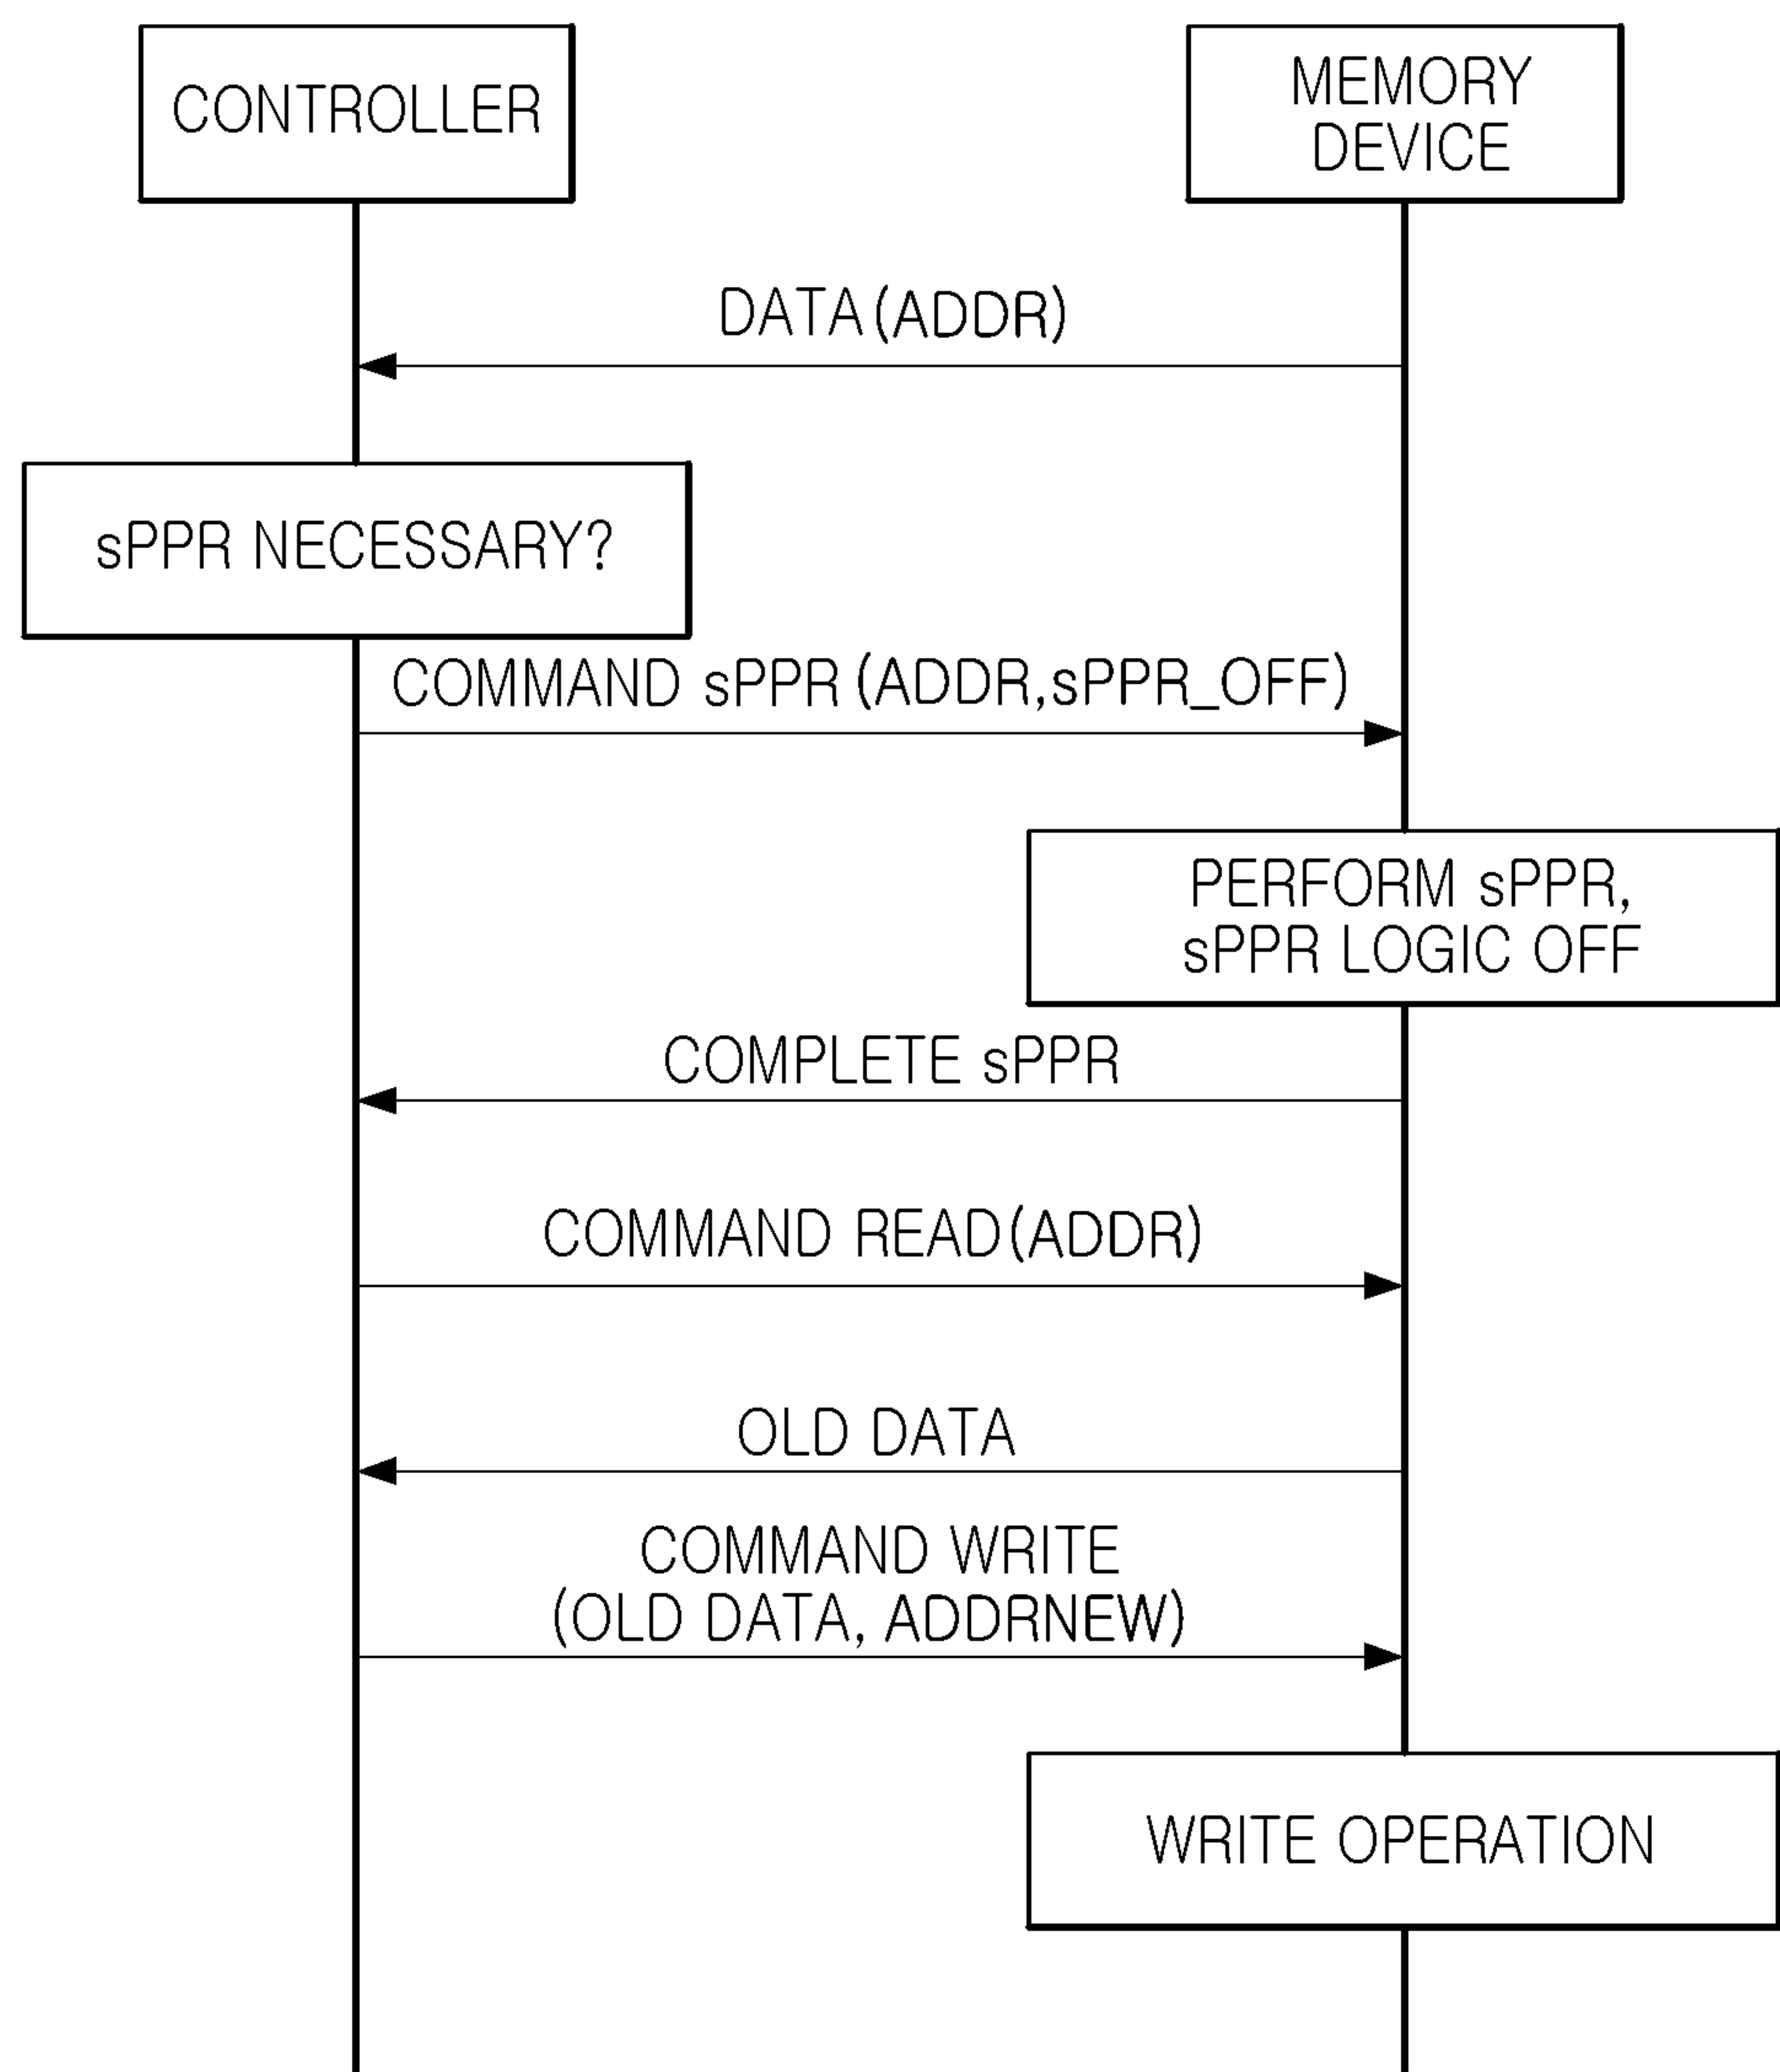 CONTROLLER
MEMORY
DEVICE
DATA(ADDR)
sPPR NECESSARY?
COMMAND sPPR(ADDR,sPPR_OFF)
PERFORM sPPR,
sPPR LOGIC OFF
COMPLETE sPPR
COMMAND READ(ADDR)
OLD DATA
COMMAND WRITE
(OLD DATA, ADDRNEW)
WRITE OPERATION